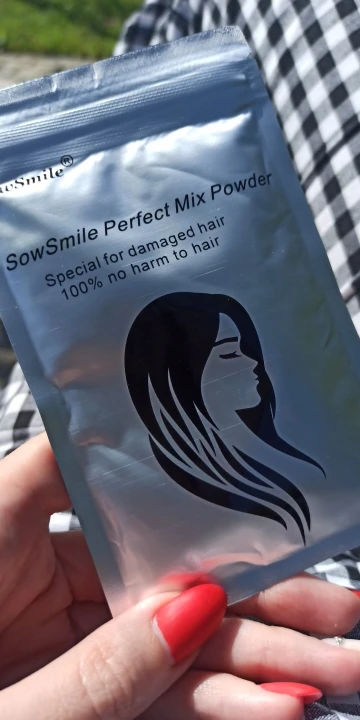 SowSmile Perfect Mix Powder
Special for damaged hair
100% no harm to hair